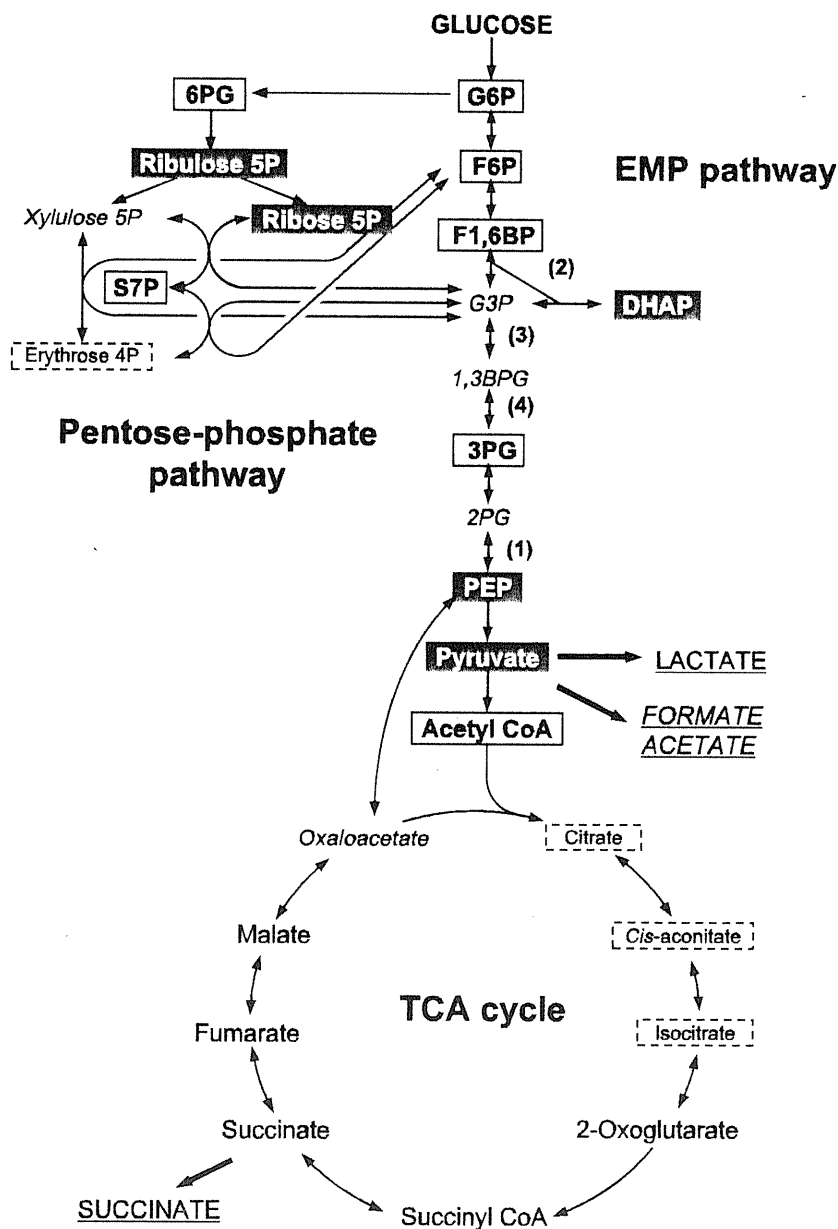 GLUCOSE
6PG
G6P
Ribulose 5P
F6P
EMP pathway
Xylulose 5P
Ribose 5P
F1,6BP
(2)
S7P
G3P
DHAP
(3)
Erythrose 4P
1,3BPG
(4)
Pentose-phosphate
pathway
3PG
2PG
(1)
PEP
Pyruvate
LACTATE
FORMATE
ACETATE
Acetyl CoA
Oxaloacetate
Citrate
Malate
Cis-aconitate
TCA cycle
Fumarate
Isocitrate
Succinate
2-Oxoglutarate
SUCCINATE
Succinyl CoA